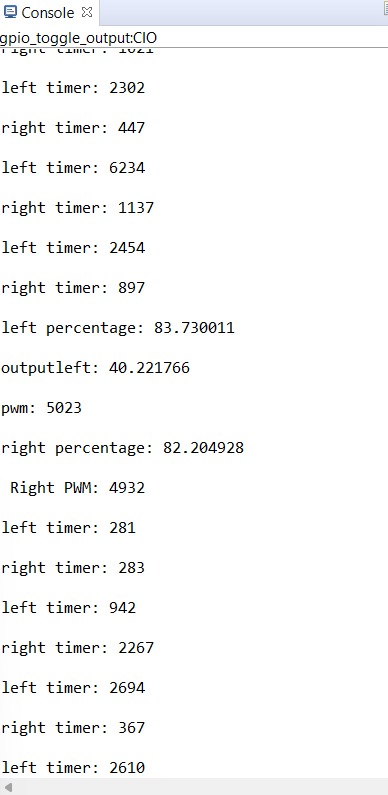 Console
gpio_toggle_output:CIO
right timer: 1021
left timer: 2302
right timer: 447
left timer: 6234
right timer: 1137
left timer: 2454
right timer: 897
left percentage: 83.730011
outputleft: 40.221766
pwm: 5023
right percentage: 82.204928
Right PWM: 4932
left timer: 281
right timer: 283
left timer: 942
right timer: 2267
left timer: 2694
right timer: 367
left timer: 2610